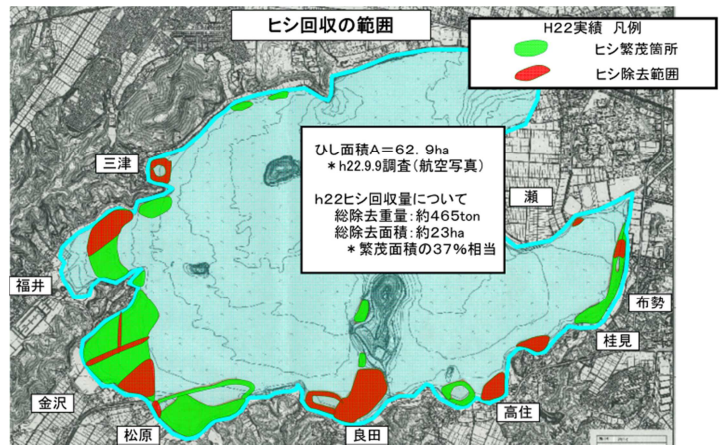 ヒシ回収の範囲
H22実績 凡例
ヒシ繁茂箇所
ヒシ除去範囲
ひし面積A=62.9ha
*h22.9.9調査(航空写真)
h22ヒシ回収量について
総除去重量:約465ton
総除去面積:約23ha
*繁茂面積の37%相当
三津
瀬
福井
布勢
桂見
金沢
高住
松原
良田